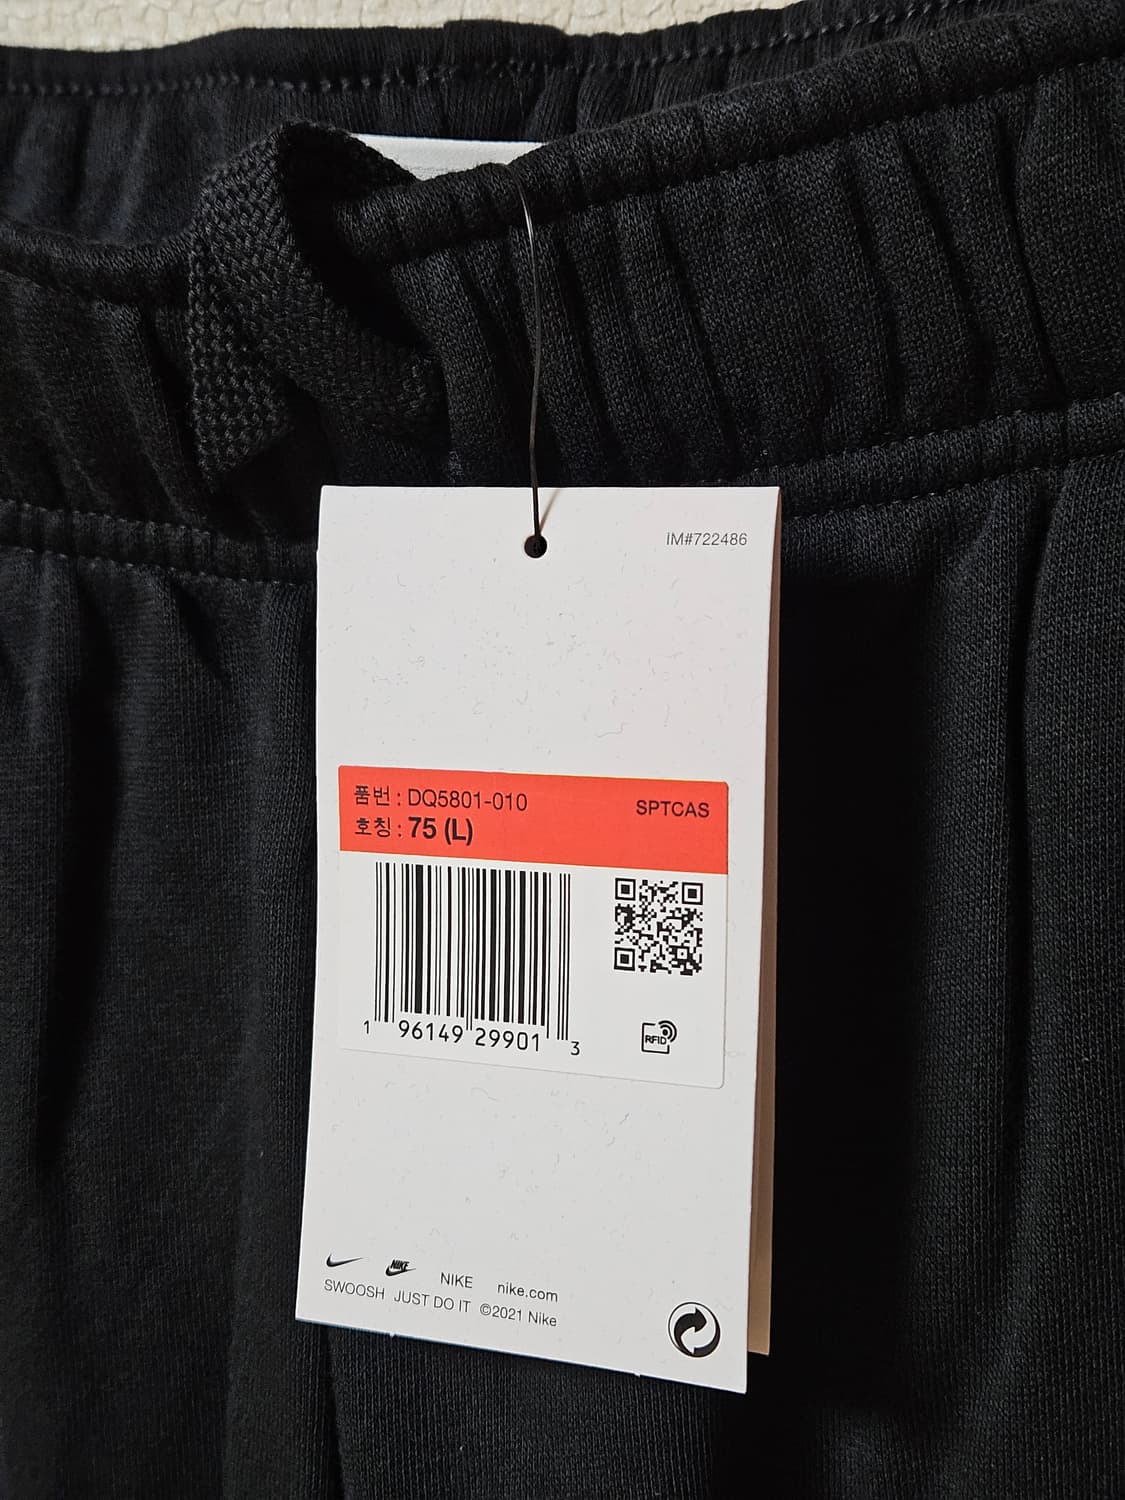 IM#722486
품번 : DQ5801-010
SPTCAS
호칭 : 75 (L)
1 96149 29901 3
RFID
NIKE NIKE nike.com
SWOOSH JUST DO IT ©2021 Nike